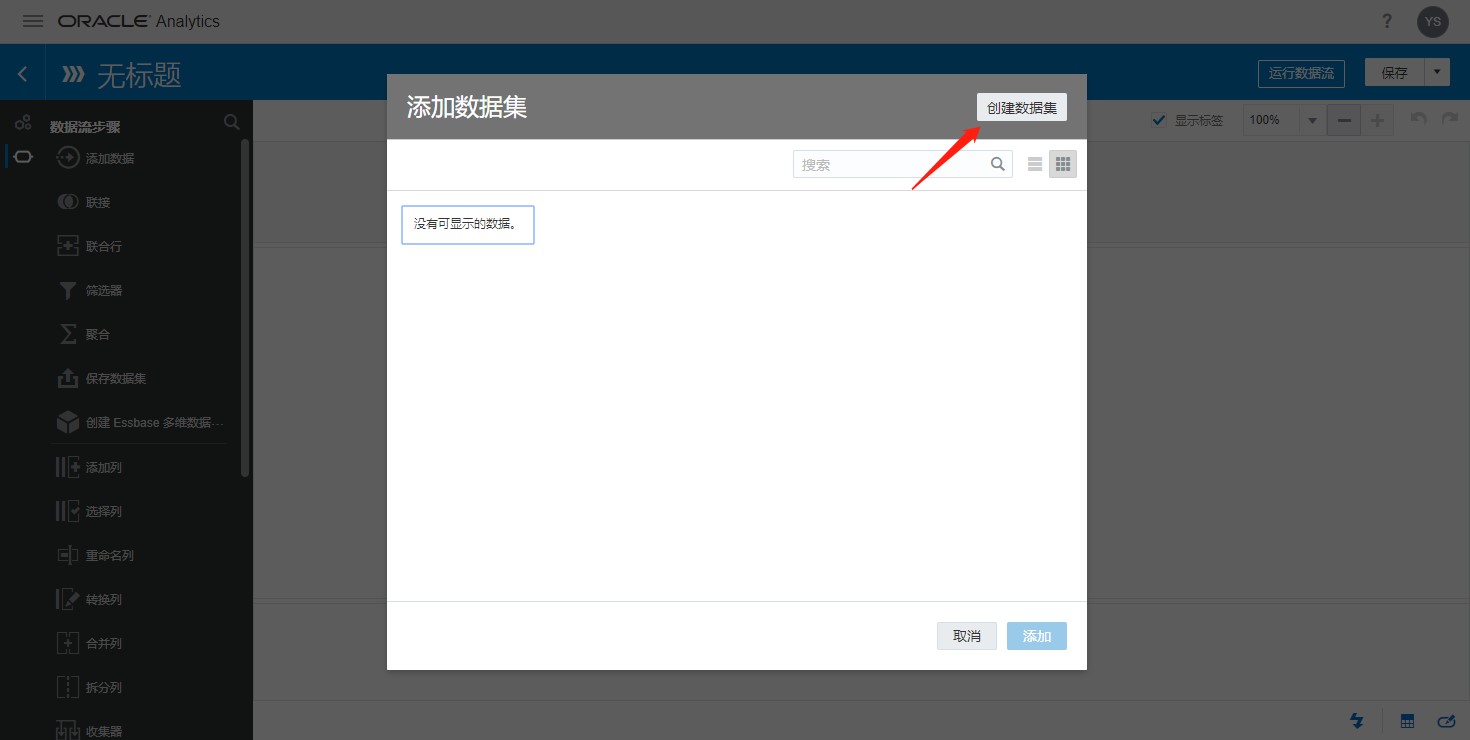 ORACLE Analytics
?
YS
无标题
运行数据流
保存
数据流步骤
添加数据
联接
联合行
筛选器
聚合
保存数据集
创建 Essbase 多维数据…
添加列
选择列
重命名列
转换列
合并列
拆分列
收集器
显示标签
100%
添加数据集
创建数据集
搜索
没有可显示的数据。
取消
添加